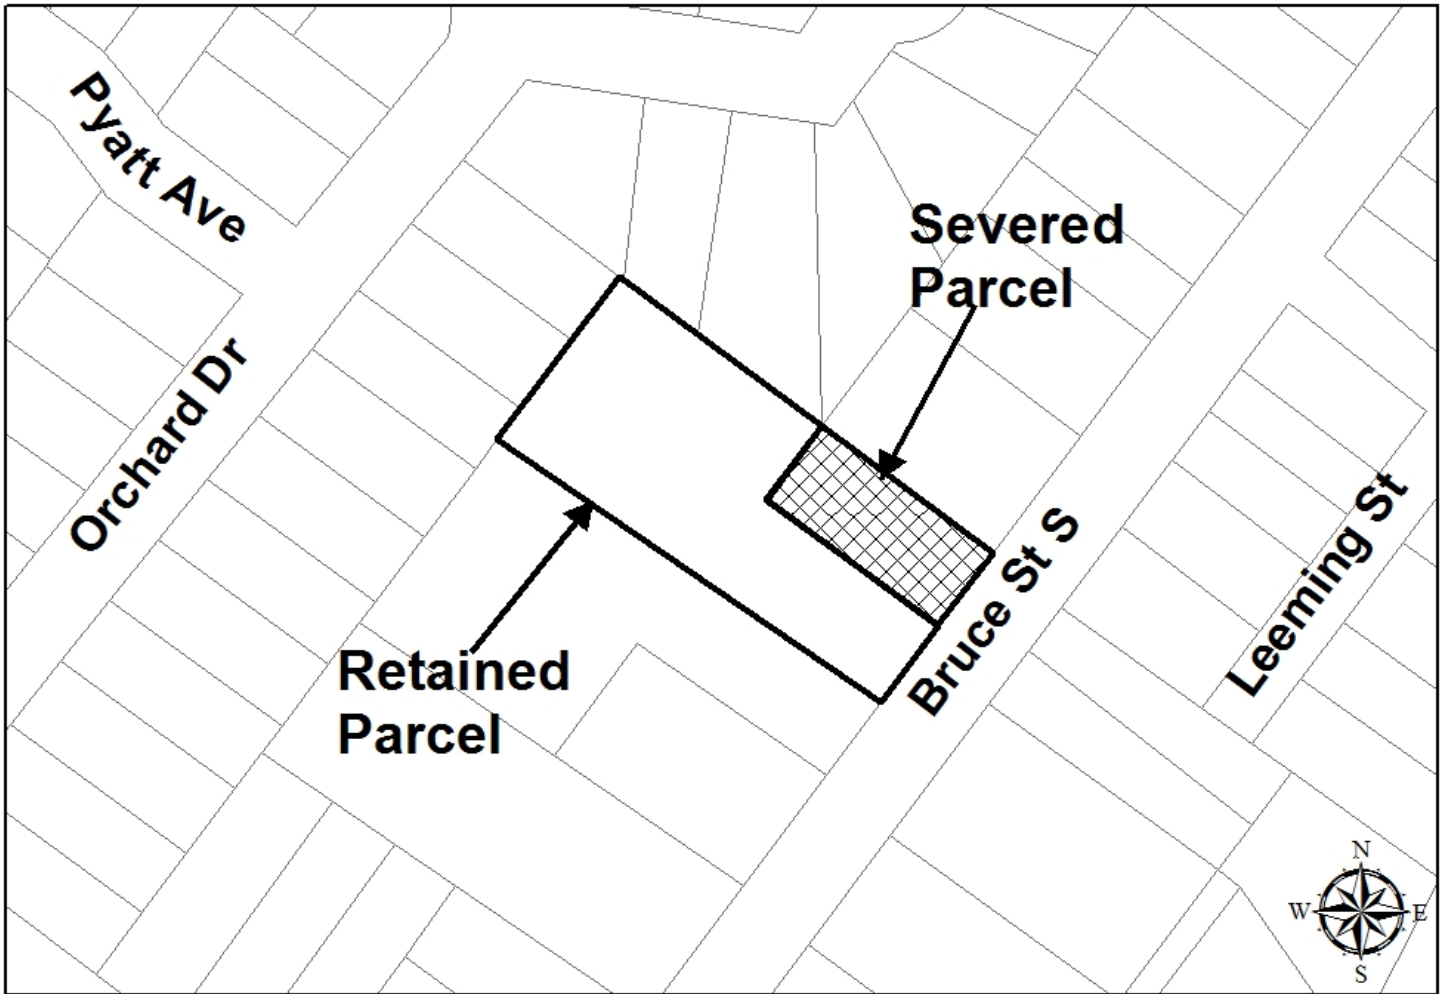 Pyatt Ave
Severed
Parcel
Orchard Dr
Bruce St S
Leeming St
Retained
Parcel
N
W E
S